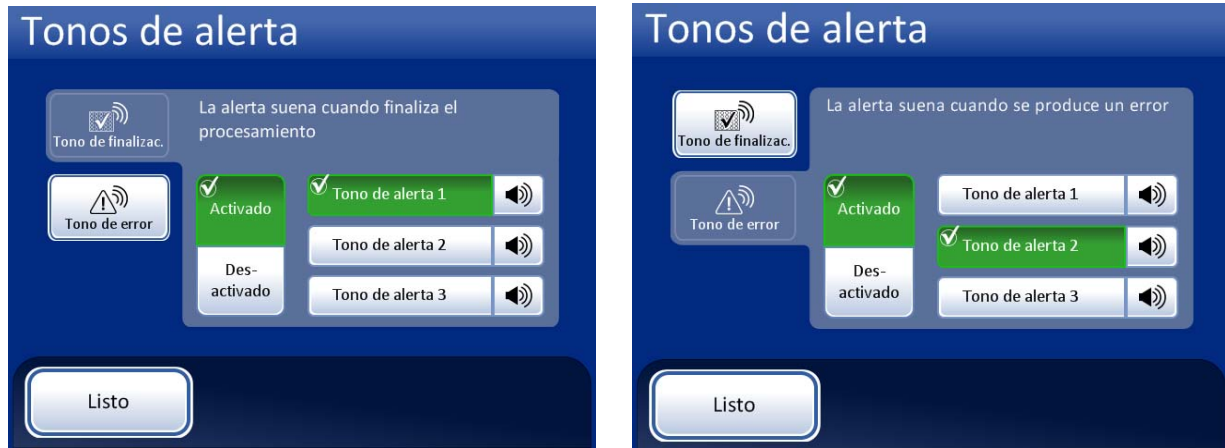 Tonos de alerta
La alerta suena cuando finaliza el
procesamiento
Tono de finalizac.
Tono de error
Activado
Des-
activado
Tono de alerta 1
Tono de alerta 2
Tono de alerta 3
Listo
Tonos de alerta
La alerta suena cuando se produce un error
Tono de finalizac.
Tono de error
Activado
Des-
activado
Tono de alerta 1
Tono de alerta 2
Tono de alerta 3
Listo